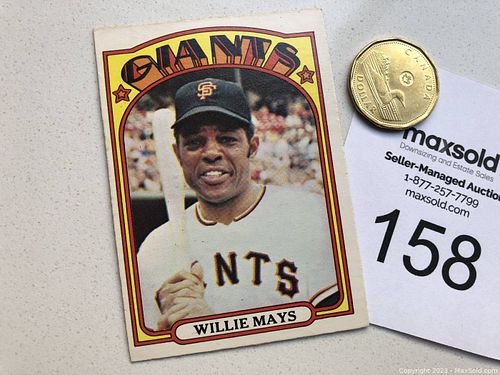 GIANTS
SF
NTS
WILLIE MAYS
CANADA
DOLLAR
maxsold
Downsizing and Estate Sales
Seller-Managed Auction
1-877-257-7799
maxsold.com
158
Copyright 2023 - MaxSold.com